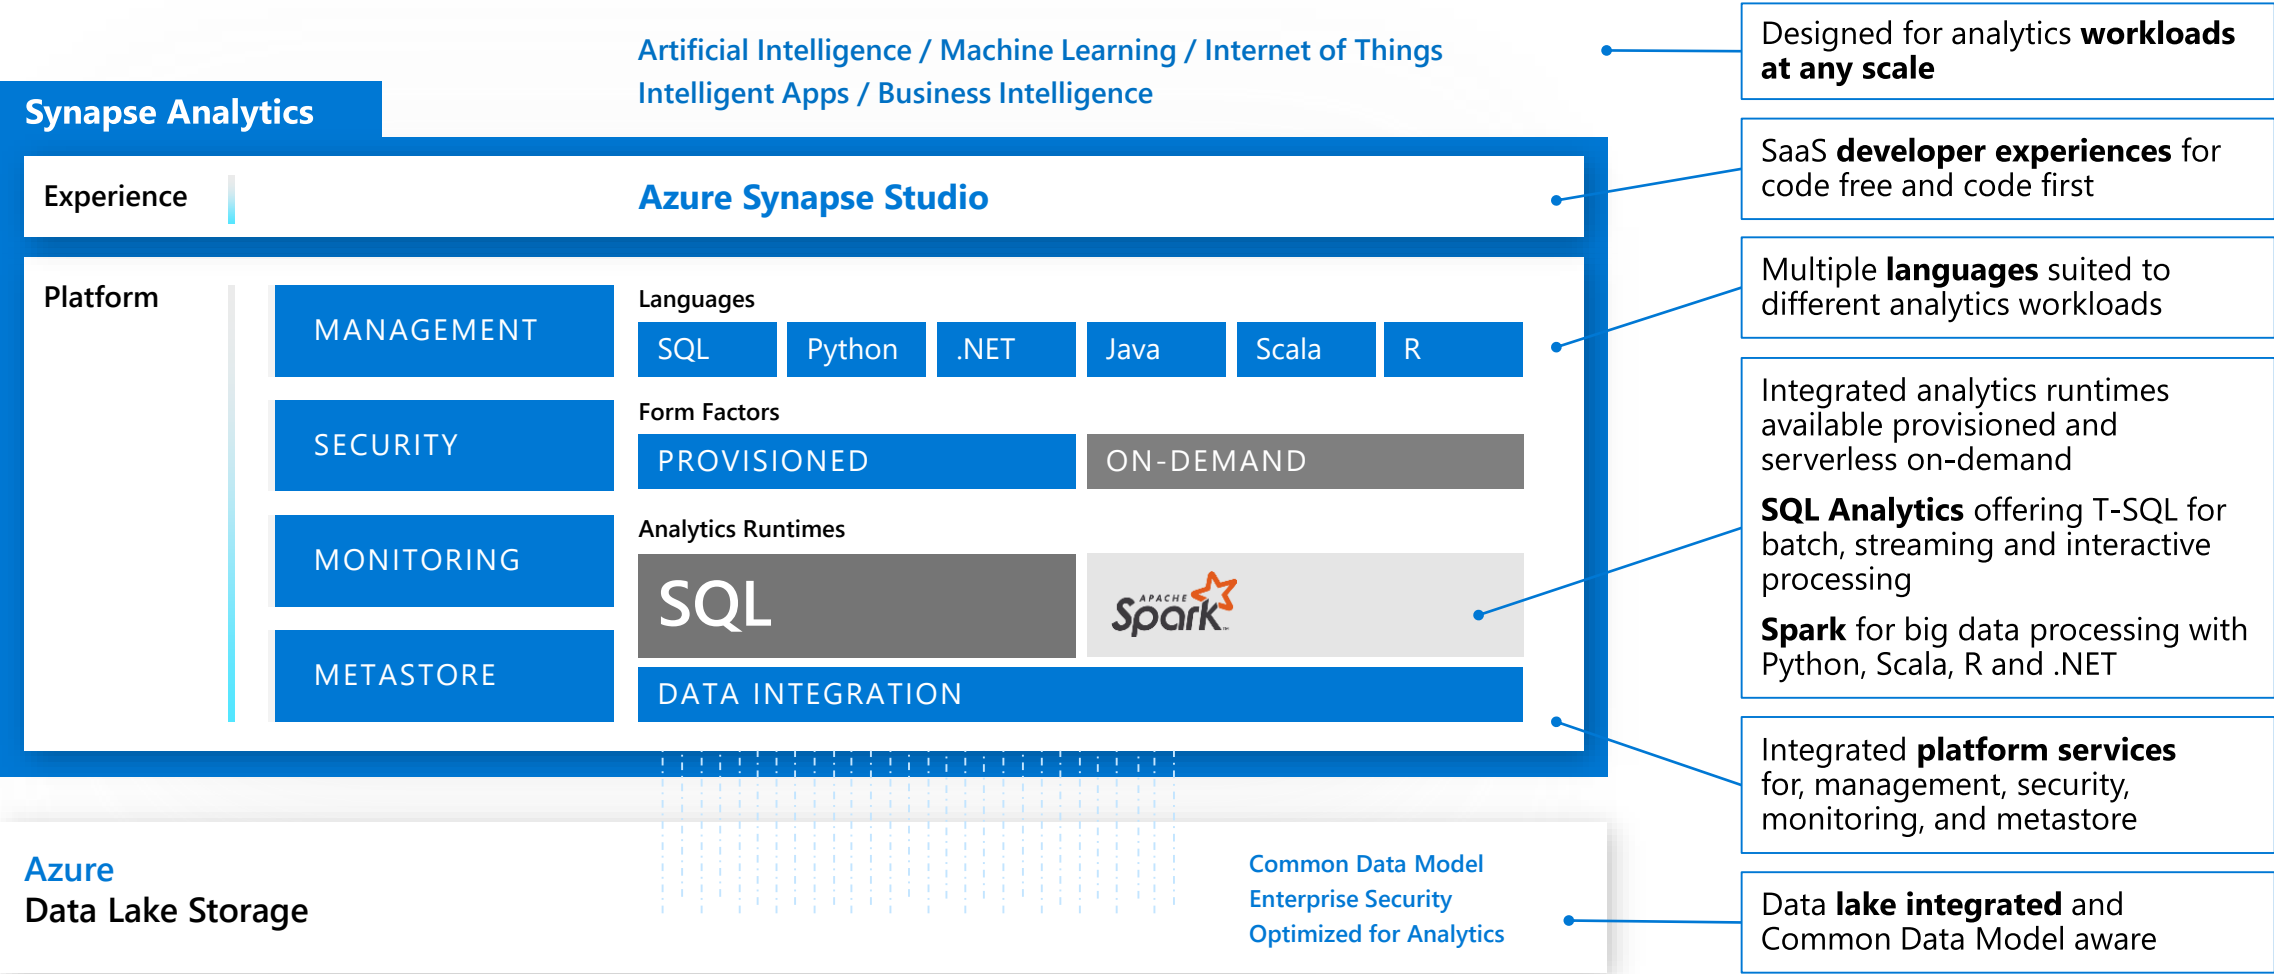 Artificial Intelligence / Machine Learning / Internet of Things
Intelligent Apps / Business Intelligence
Synapse Analytics
Experience
Azure Synapse Studio
Platform
MANAGEMENT
SECURITY
MONITORING
METASTORE
Languages
SQL
Python
.NET
Java
Scala
R
Form Factors
PROVISIONED
ON-DEMAND
Analytics Runtimes
SQL
APACHE
Spark™
DATA INTEGRATION
Azure
Data Lake Storage
Common Data Model
Enterprise Security
Optimized for Analytics
Designed for analytics workloads
at any scale
SaaS developer experiences for
code free and code first
Multiple languages suited to
different analytics workloads
Integrated analytics runtimes
available provisioned and
serverless on-demand
SQL Analytics offering T-SQL for
batch, streaming and interactive
processing
Spark for big data processing with
Python, Scala, R and .NET
Integrated platform services
for, management, security,
monitoring, and metastore
Data lake integrated and
Common Data Model aware